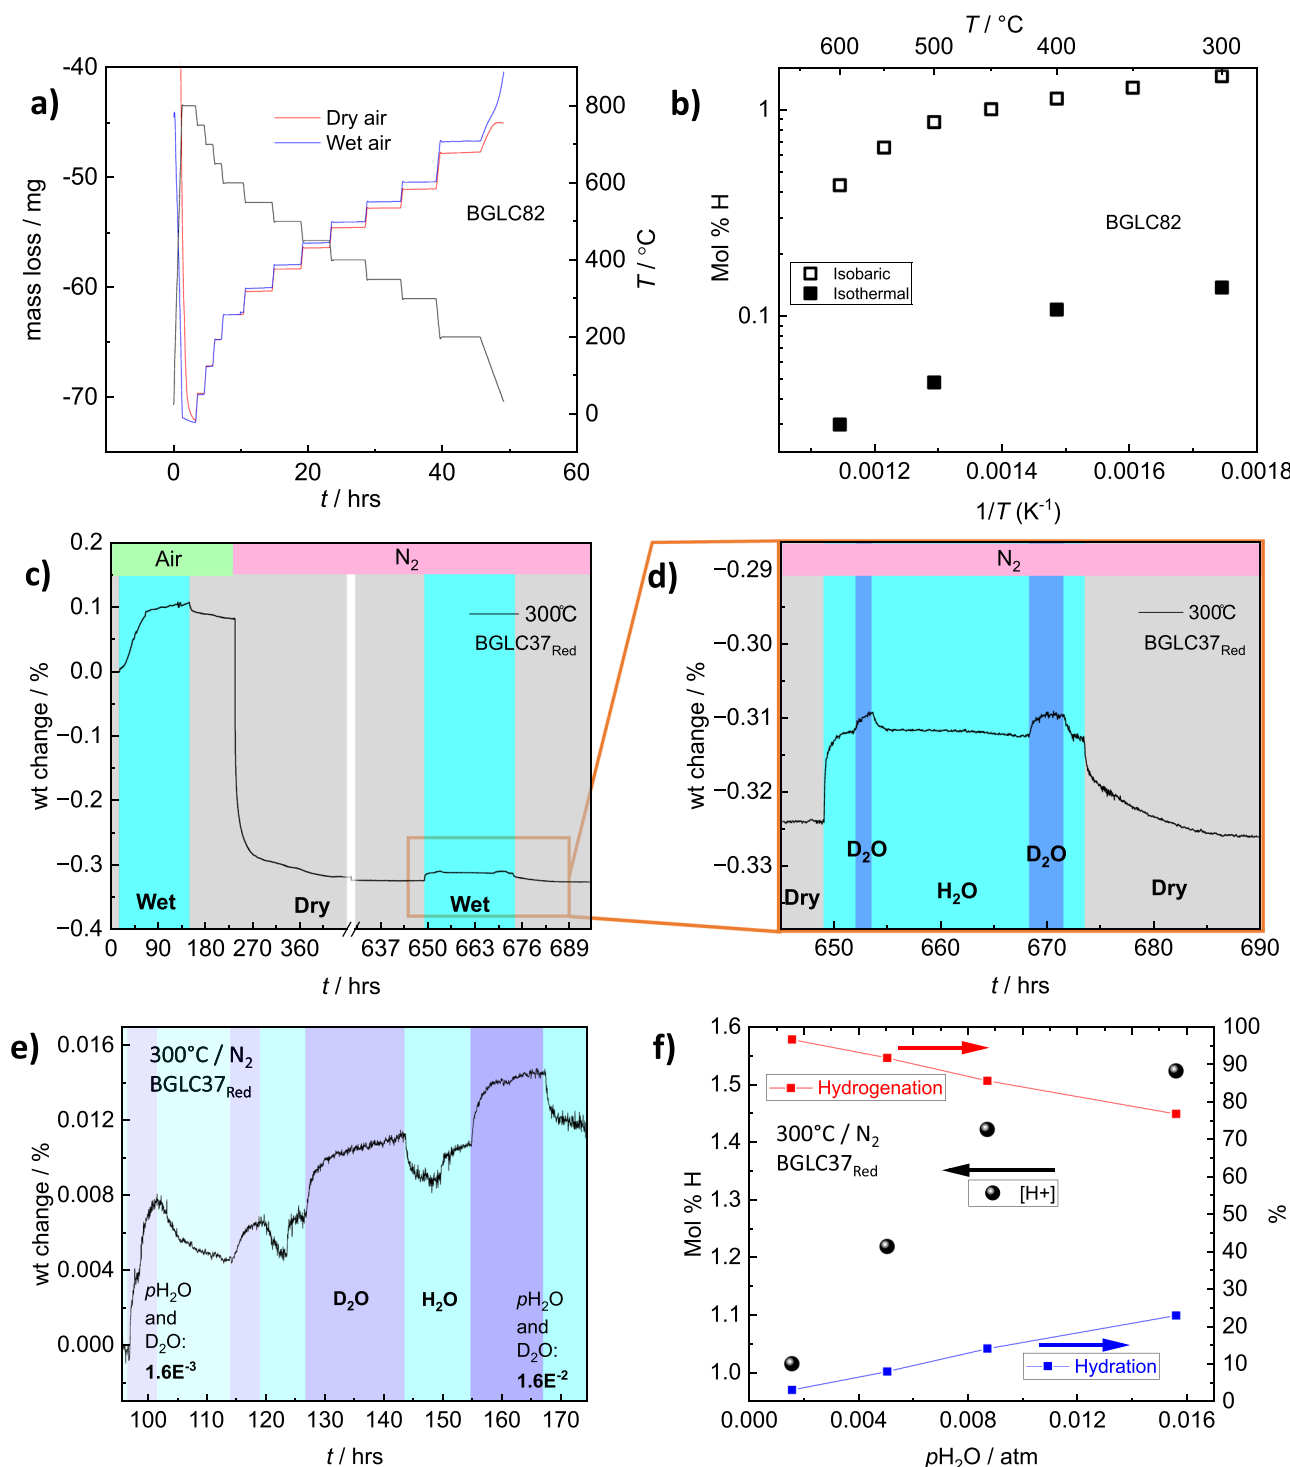 a)
-40
-50
-60
-70
mass loss / mg
Dry air
Wet air
BGLC82
800
600
400
200
0
T / °C
0
20
40
60
t / hrs
b)
T / °C
600
500
400
300
1
0.1
Mol % H
BGLC82
Isobaric
Isothermal
0.0012
0.0014
0.0016
0.0018
1/T (K⁻¹)
c)
Air
N₂
0.2
0.1
0.0
−0.1
−0.2
−0.3
−0.4
wt change / %
300℃
BGLC37Red
Wet
Dry
Wet
0
90
180
270
360
637
650
663
676
689
t / hrs
d)
N₂
−0.29
−0.30
−0.31
−0.32
−0.33
wt change / %
300℃
BGLC37Red
D₂O
D₂O
Dry
H₂O
Dry
650
660
670
680
690
t / hrs
e)
0.016
0.012
0.008
0.004
0.000
wt change / %
300°C / N₂
BGLC37Red
D₂O
H₂O
pH₂O
and
D₂O:
1.6E⁻³
pH₂O
and
D₂O:
1.6E⁻²
100
110
120
130
140
150
160
170
t / hrs
f)
1.6
1.5
1.4
1.3
1.2
1.1
1.0
Mol % H
Hydrogenation
300°C / N₂
BGLC37Red
[H+]
Hydration
100
90
80
70
60
50
40
30
20
10
0
%
0.000
0.004
0.008
0.012
0.016
pH₂O / atm